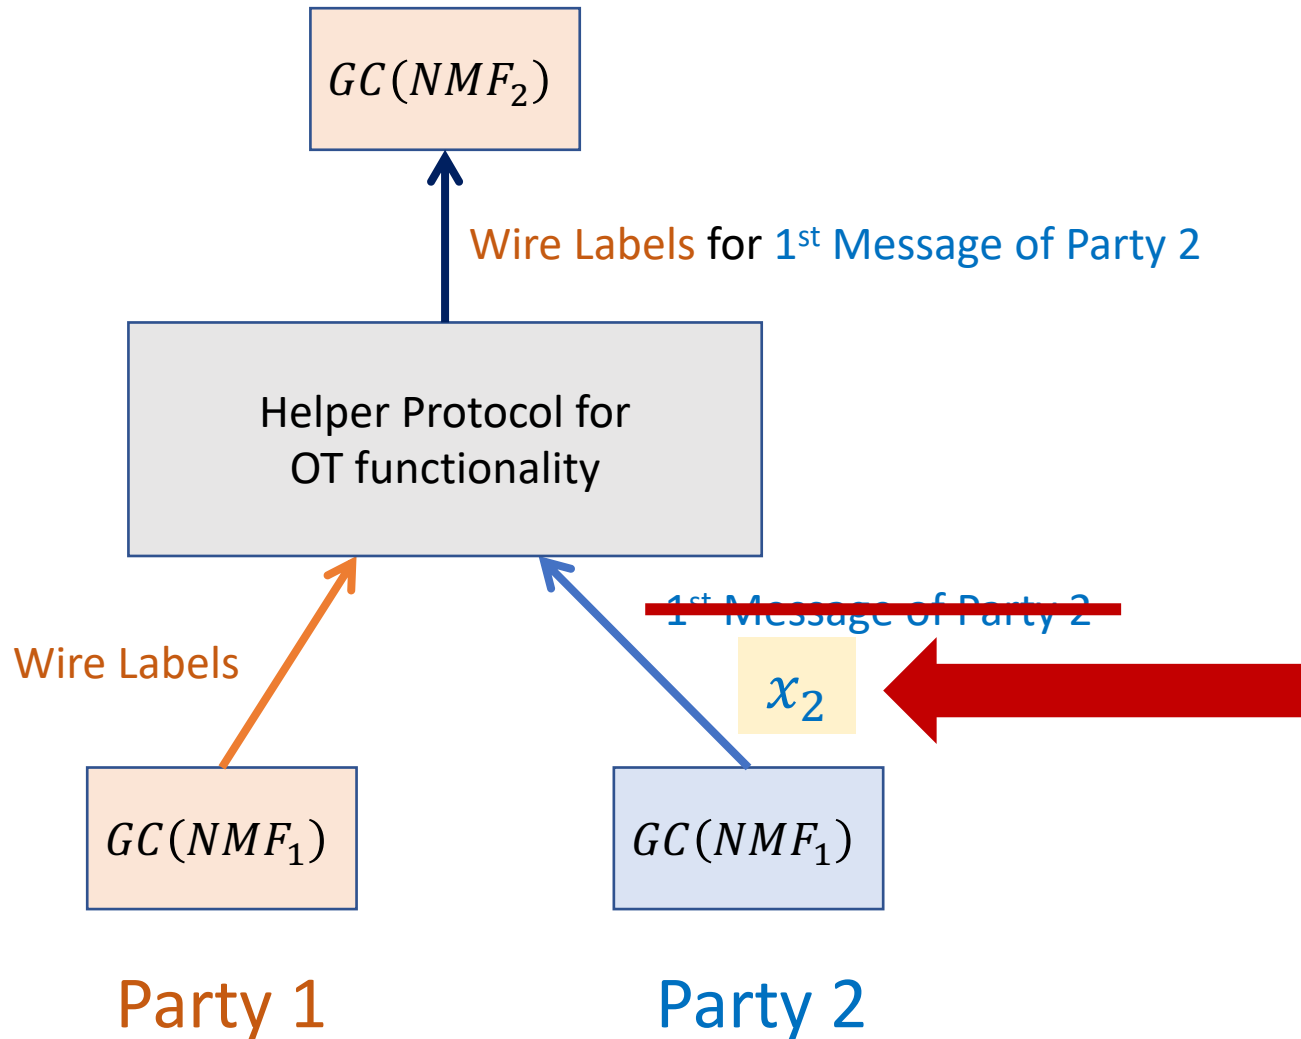 GC(NMF₂)
Wire Labels for 1ˢᵗ Message of Party 2
Helper Protocol for
OT functionality
1ˢᵗ Message of Party 2
Wire Labels
x₂
GC(NMF₁)
GC(NMF₁)
Party 1
Party 2